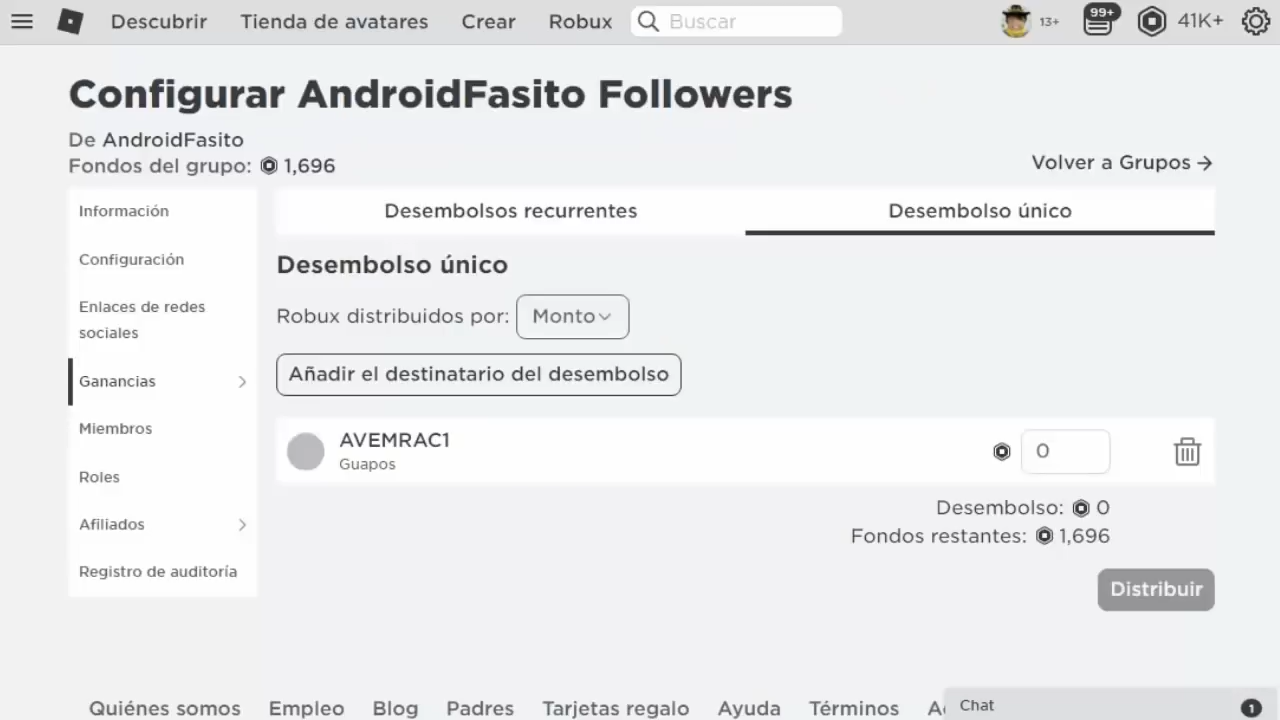 Descubrir Tienda de avatares Crear Robux Buscar 13+ 99+ 41K+
Configurar AndroidFasito Followers
De AndroidFasito
Fondos del grupo: 1,696
Volver a Grupos →
Información
Configuración
Enlaces de redes
sociales
Ganancias
Miembros
Roles
Afiliados
Registro de auditoría
Desembolsos recurrentes Desembolso único
Desembolso único
Robux distribuidos por: Monto
Añadir el destinatario del desembolso
AVEMRAC1
Guapos
0
Desembolso: 0
Fondos restantes: 1,696
Distribuir
Quiénes somos Empleo Blog Padres Tarjetas regalo Ayuda Términos
Chat 1